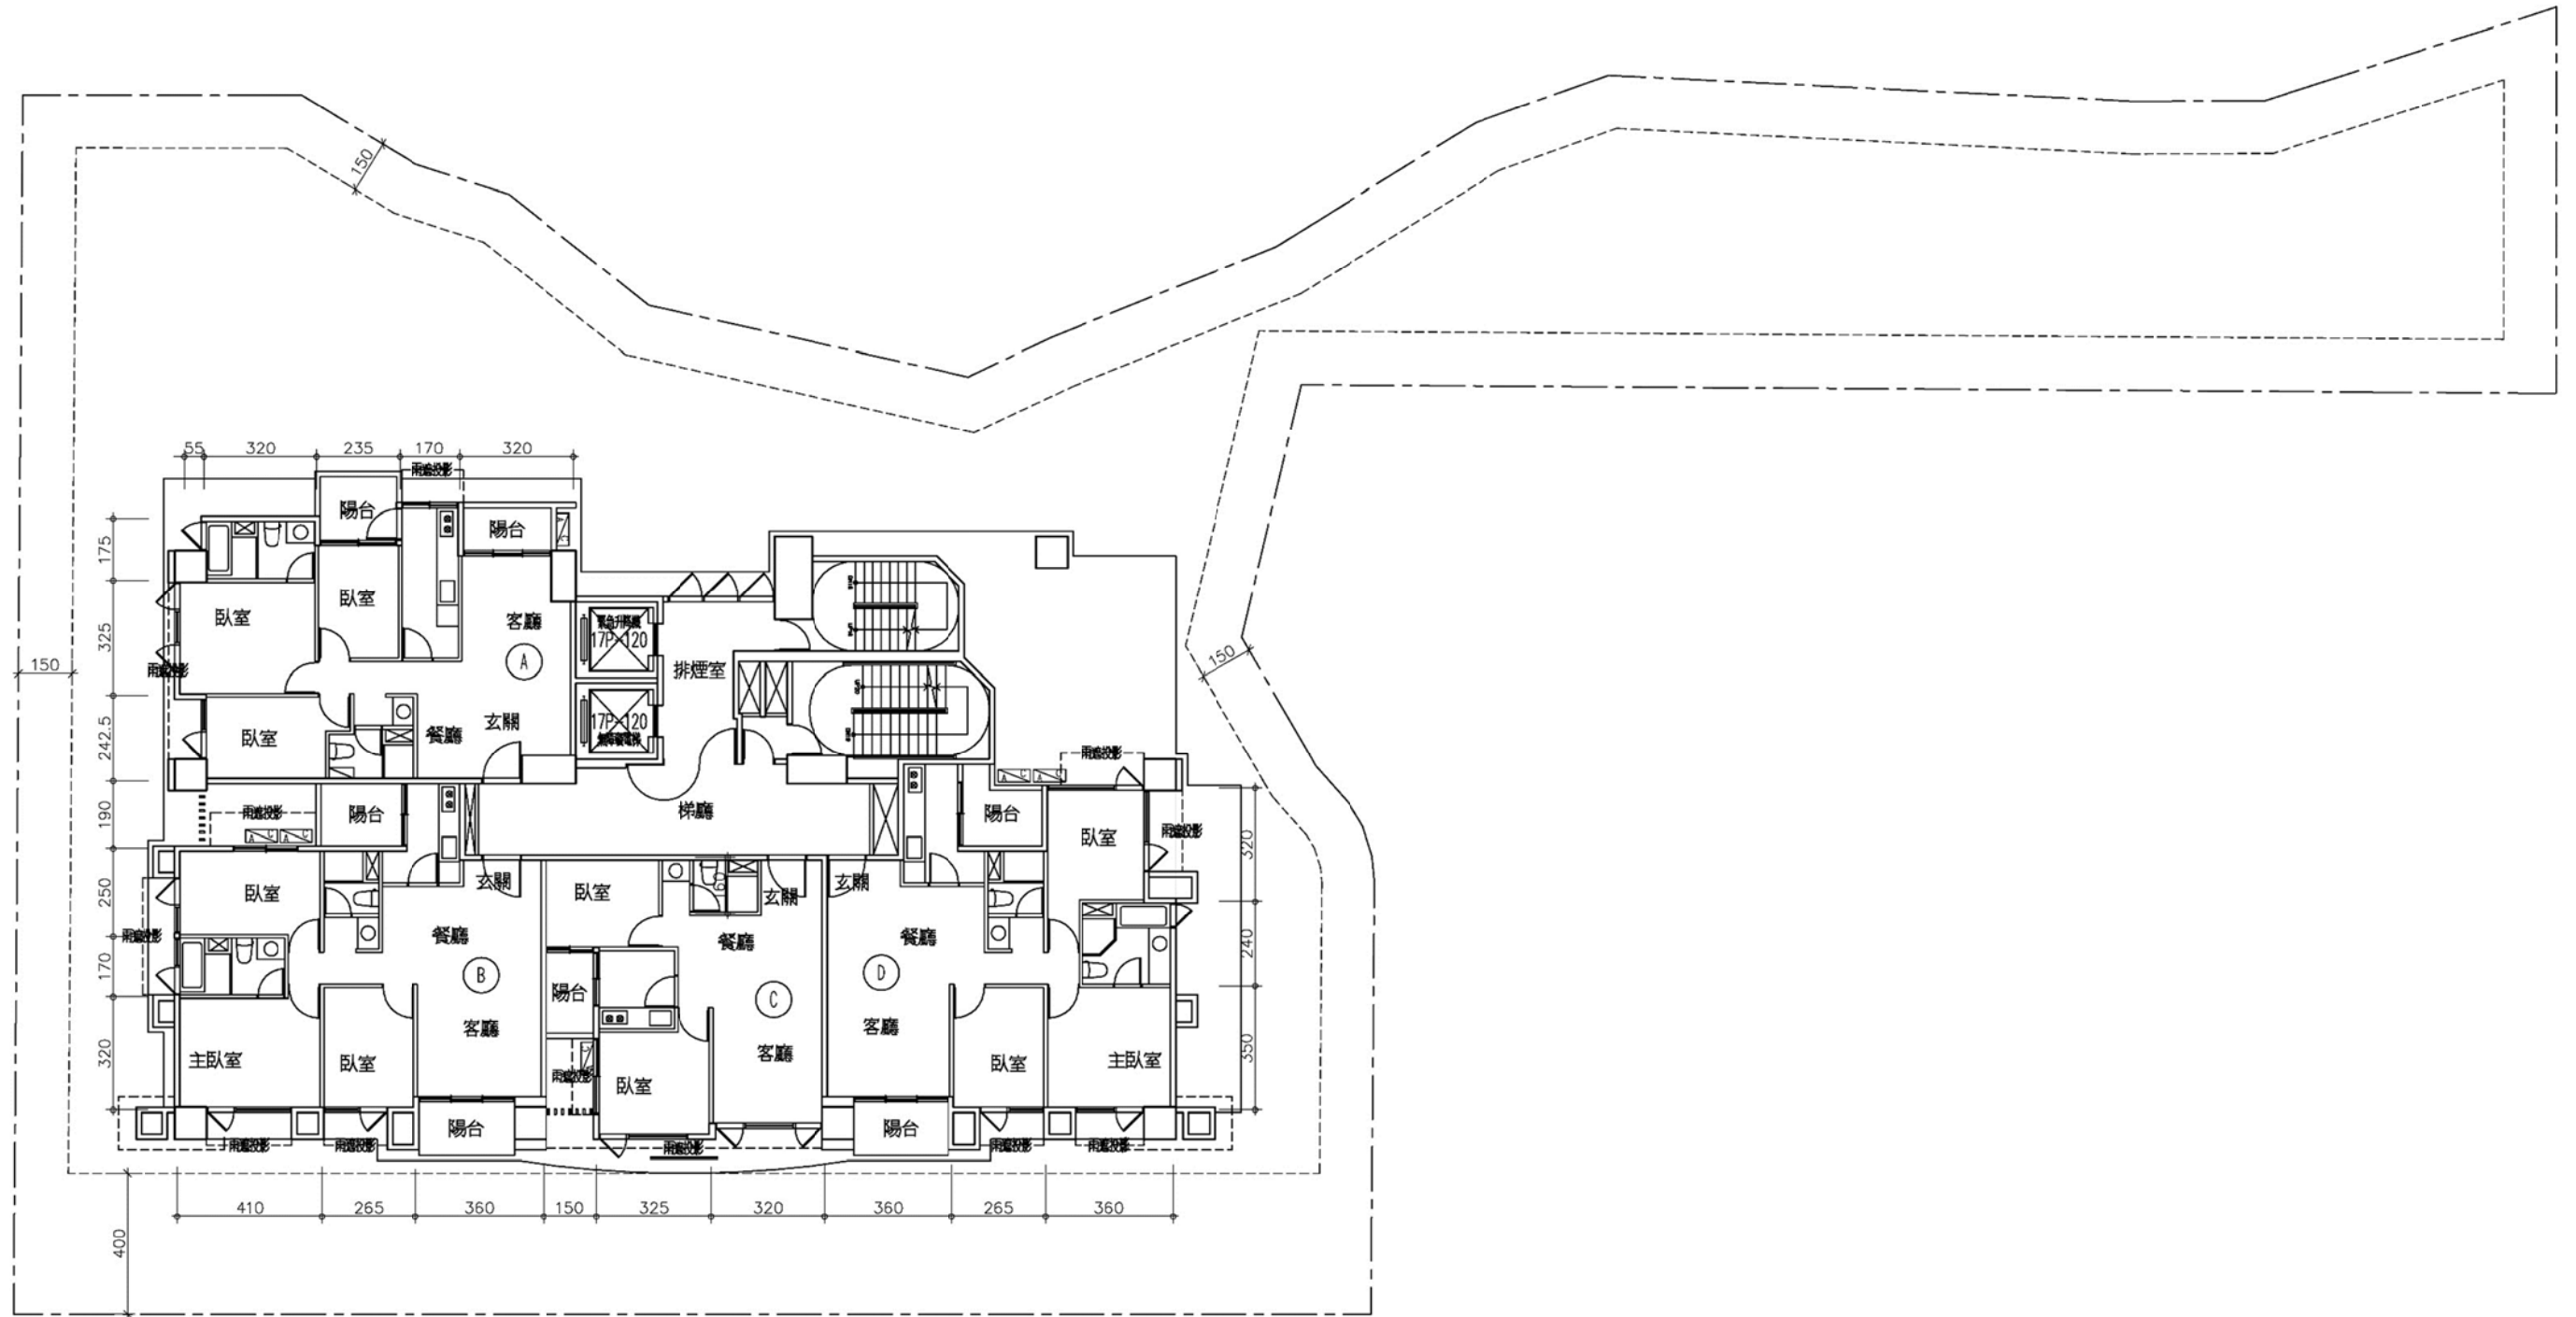 150
55
320
235
170
320
雨遮投影
陽台
陽台
A
C
175
臥室
臥室
客廳
A
緊急升降機
17P-120
排煙室
325
150
雨遮投影
150
17P-120
242.5
臥室
餐廳
玄關
雨遮投影
A
C
A
C
190
雨遮投影
A
C
A
C
陽台
梯廳
陽台
臥室
雨遮投影
320
250
臥室
玄關
臥室
60
玄關
玄關
雨遮投影
餐廳
餐廳
餐廳
240
170
B
陽台
C
D
320
主臥室
臥室
客廳
雨遮投影
臥室
客廳
客廳
臥室
主臥室
350
陽台
陽台
雨遮投影
雨遮投影
雨遮投影
雨遮投影
雨遮投影
410
265
360
150
325
320
360
265
360
400